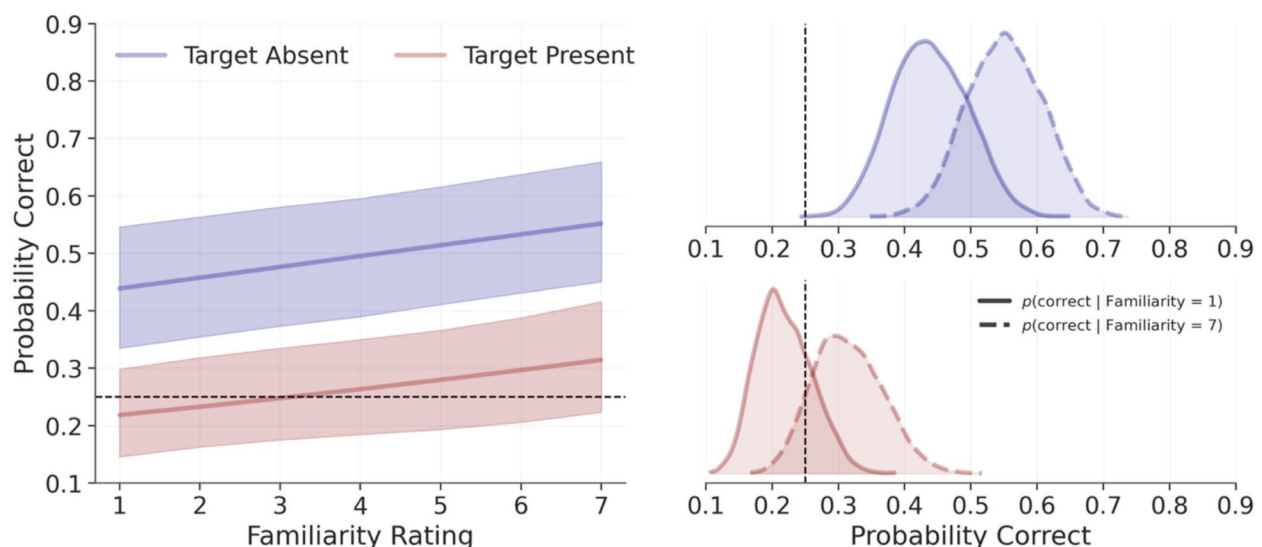 0.9
0.8
0.7
0.6
0.5
0.4
0.3
0.2
0.1
Probability Correct
Target Absent Target Present
1 2 3 4 5 6 7
Familiarity Rating
0.1 0.2 0.3 0.4 0.5 0.6 0.7 0.8 0.9
p(correct | Familiarity = 1)
p(correct | Familiarity = 7)
0.1 0.2 0.3 0.4 0.5 0.6 0.7 0.8 0.9
Probability Correct